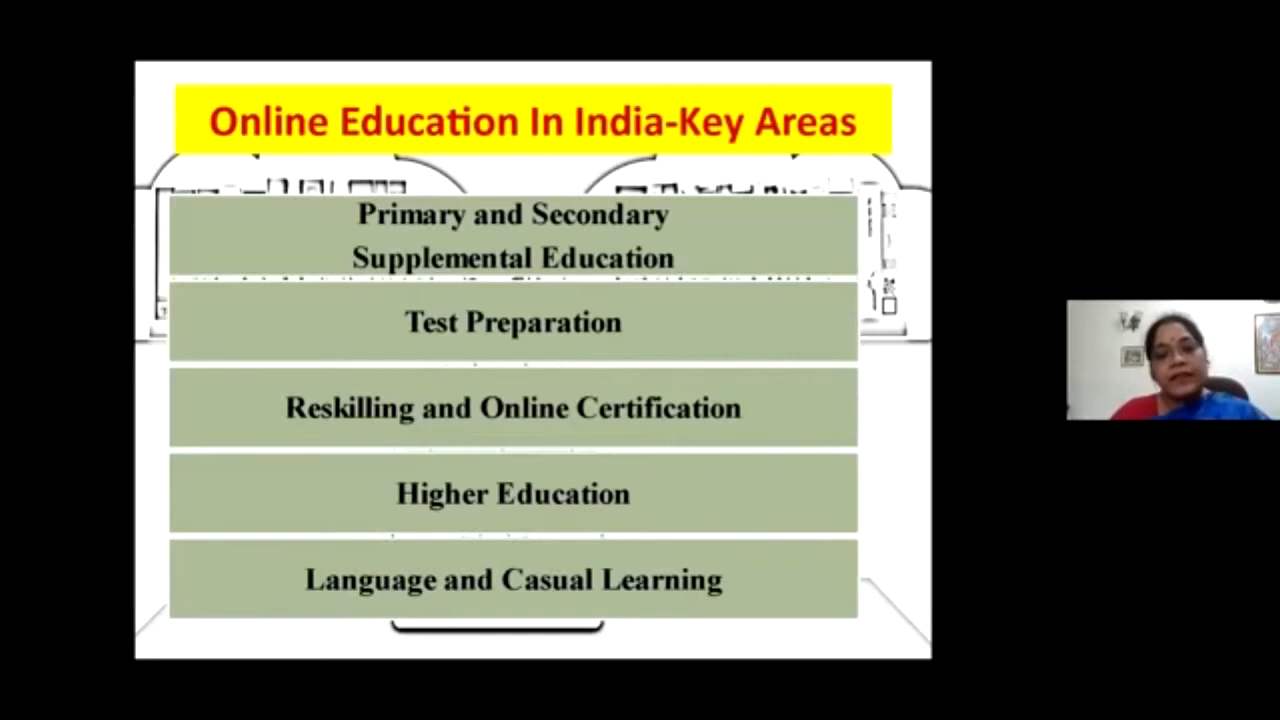 Online Education In India-Key Areas
Primary and Secondary
Supplemental Education
Test Preparation
Reskilling and Online Certification
Higher Education
Language and Casual Learning